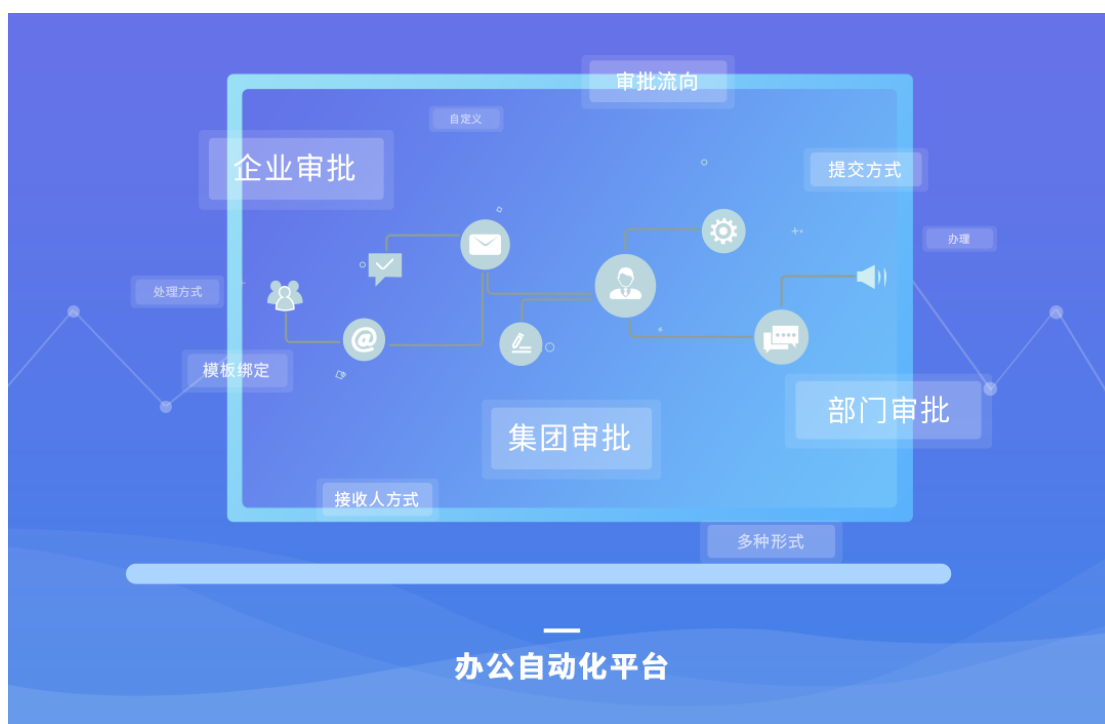 审批流向
自定义
企业审批
提交方式
办理
处理方式
模板绑定
部门审批
集团审批
接收人方式
多种形式
办公自动化平台